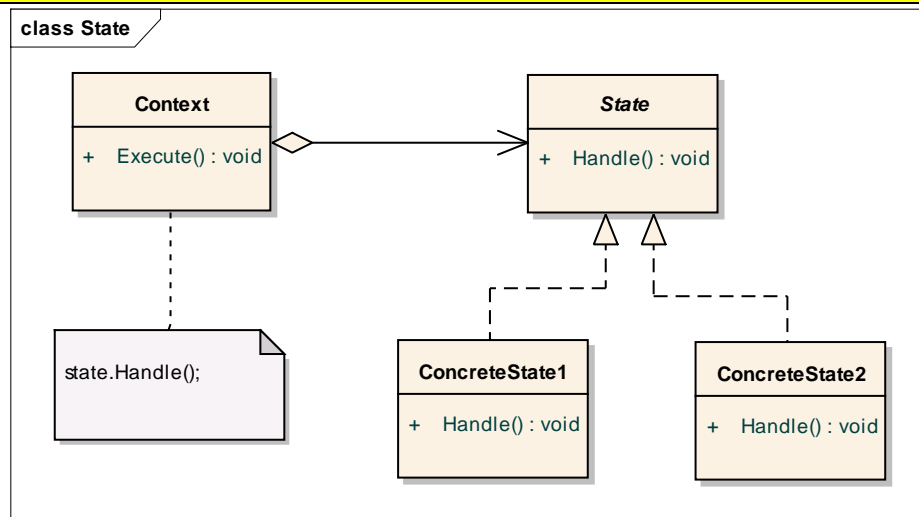 class State
Context
+ Execute() : void
State
+ Handle() : void
state.Handle();
ConcreteState1
+ Handle() : void
ConcreteState2
+ Handle() : void